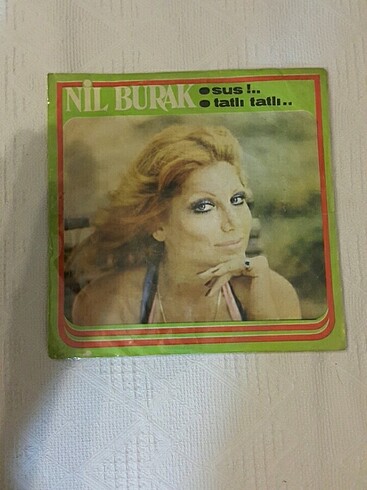 NİL BURAK
sus !..
tatlı tatlı..